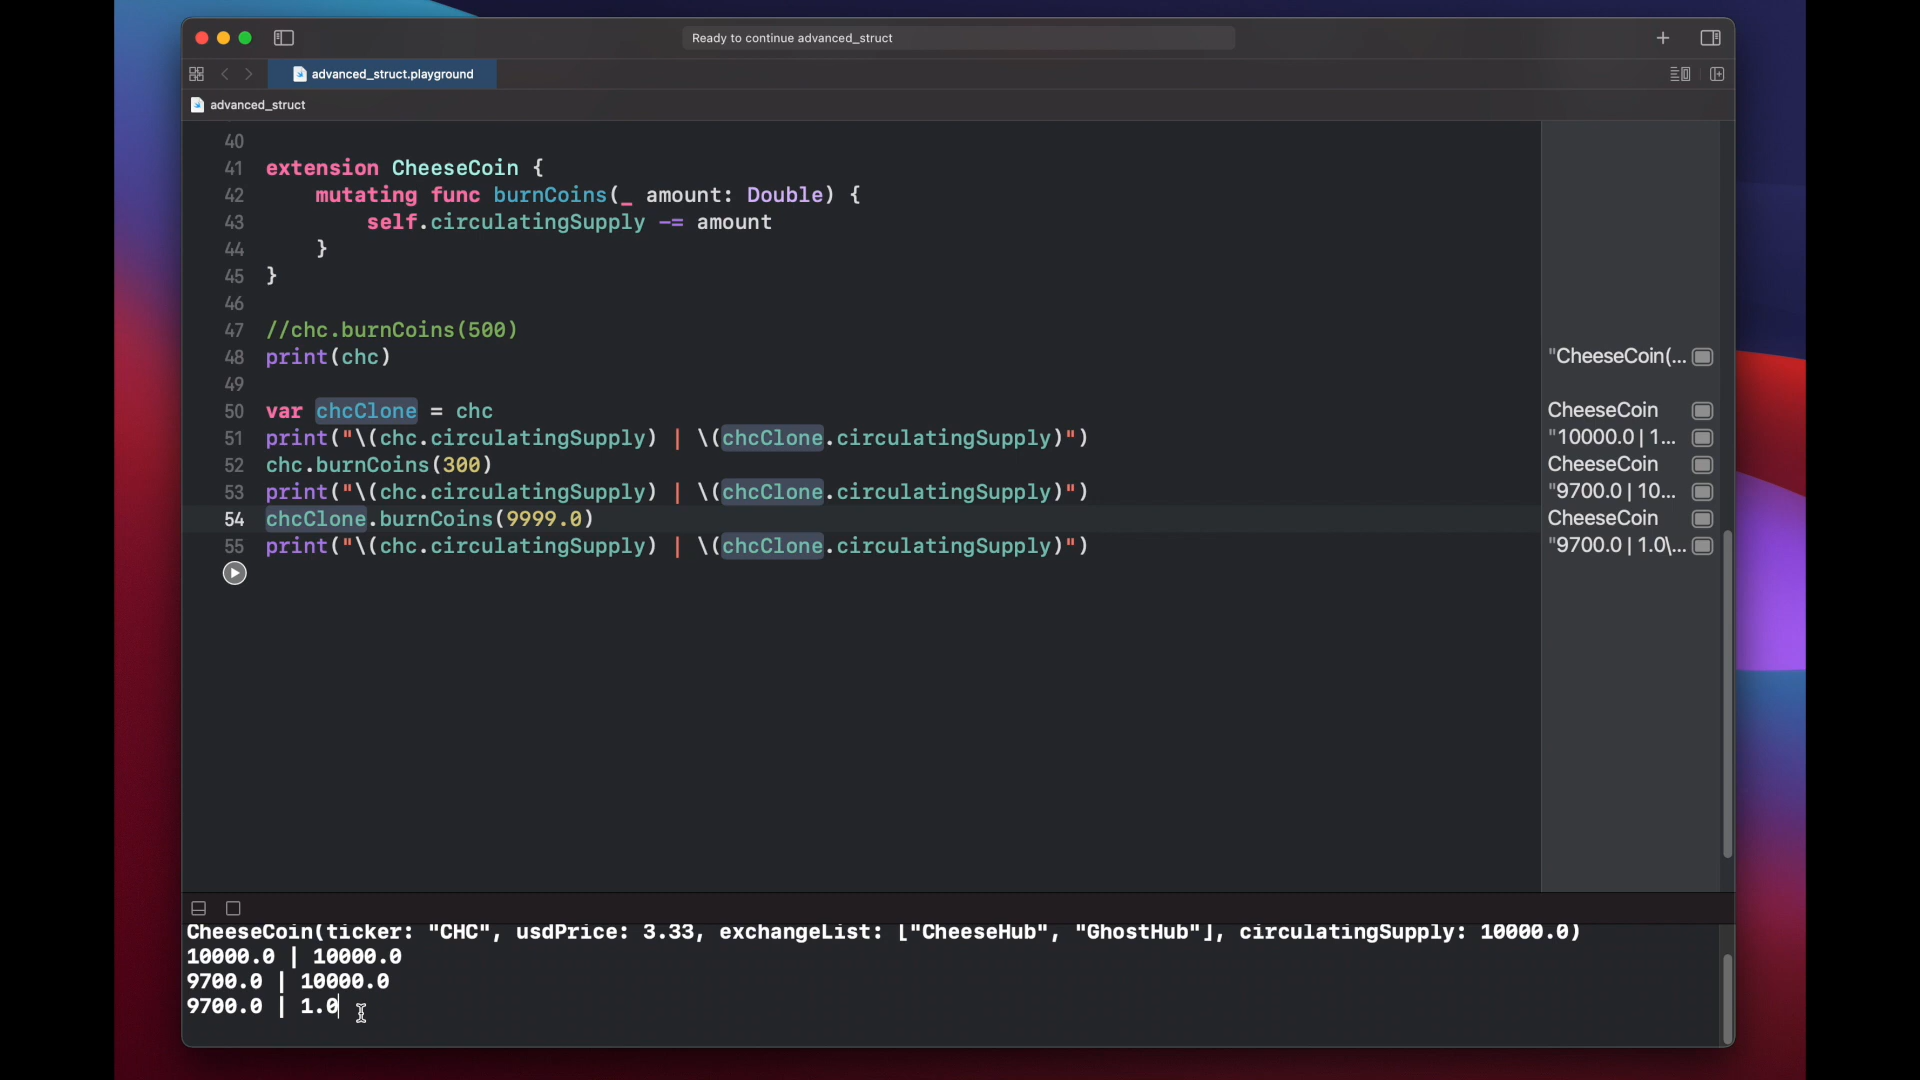 Ready to continue advanced_struct
advanced_struct.playground
advanced_struct
40
41 extension CheeseCoin {
42 mutating func burnCoins(_ amount: Double) {
43 self.circulatingSupply -= amount
44 }
45 }
46
47 //chc.burnCoins(500)
48 print(chc) "CheeseCoin(...
49
50 var chcClone = chc CheeseCoin
51 print("\(chc.circulatingSupply) | \(chcClone.circulatingSupply)") "10000.0 | 1...
52 chc.burnCoins(300) CheeseCoin
53 print("\(chc.circulatingSupply) | \(chcClone.circulatingSupply)") "9700.0 | 10...
54 chcClone.burnCoins(9999.0) CheeseCoin
55 print("\(chc.circulatingSupply) | \(chcClone.circulatingSupply)") "9700.0 | 1.0\...
CheeseCoin(ticker: "CHC", usdPrice: 3.33, exchangeList: ["CheeseHub", "GhostHub"], circulatingSupply: 10000.0)
10000.0 | 10000.0
9700.0 | 10000.0
9700.0 | 1.0